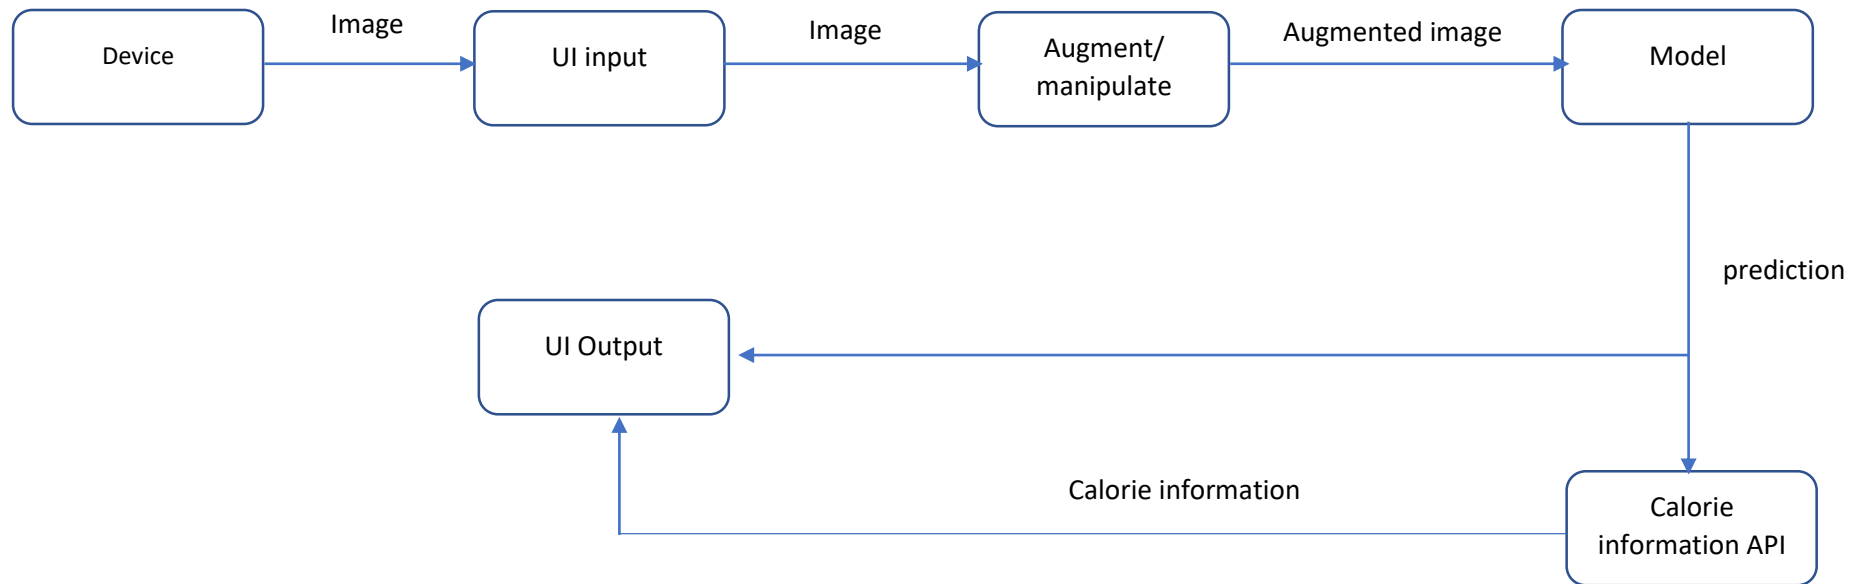 Device
Image
UI input
Image
Augment/
manipulate
Augmented image
Model
prediction
UI Output
Calorie information
Calorie
information API